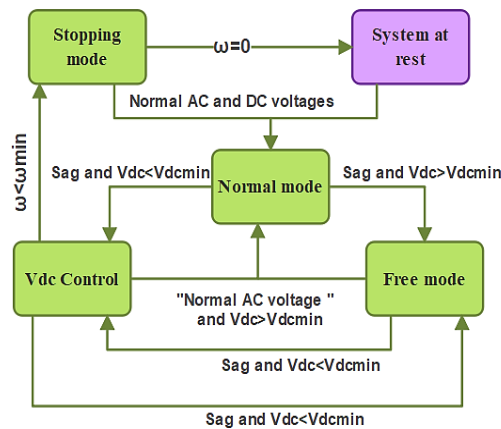 Stopping
mode
ω=0
System at
rest
Normal AC and DC voltages
ω<ωmin
Sag and Vdc<Vdcmin
Normal mode
Sag and Vdc>Vdcmin
Vdc Control
"Normal AC voltage "
and Vdc>Vdcmin
Free mode
Sag and Vdc<Vdcmin
Sag and Vdc<Vdcmin